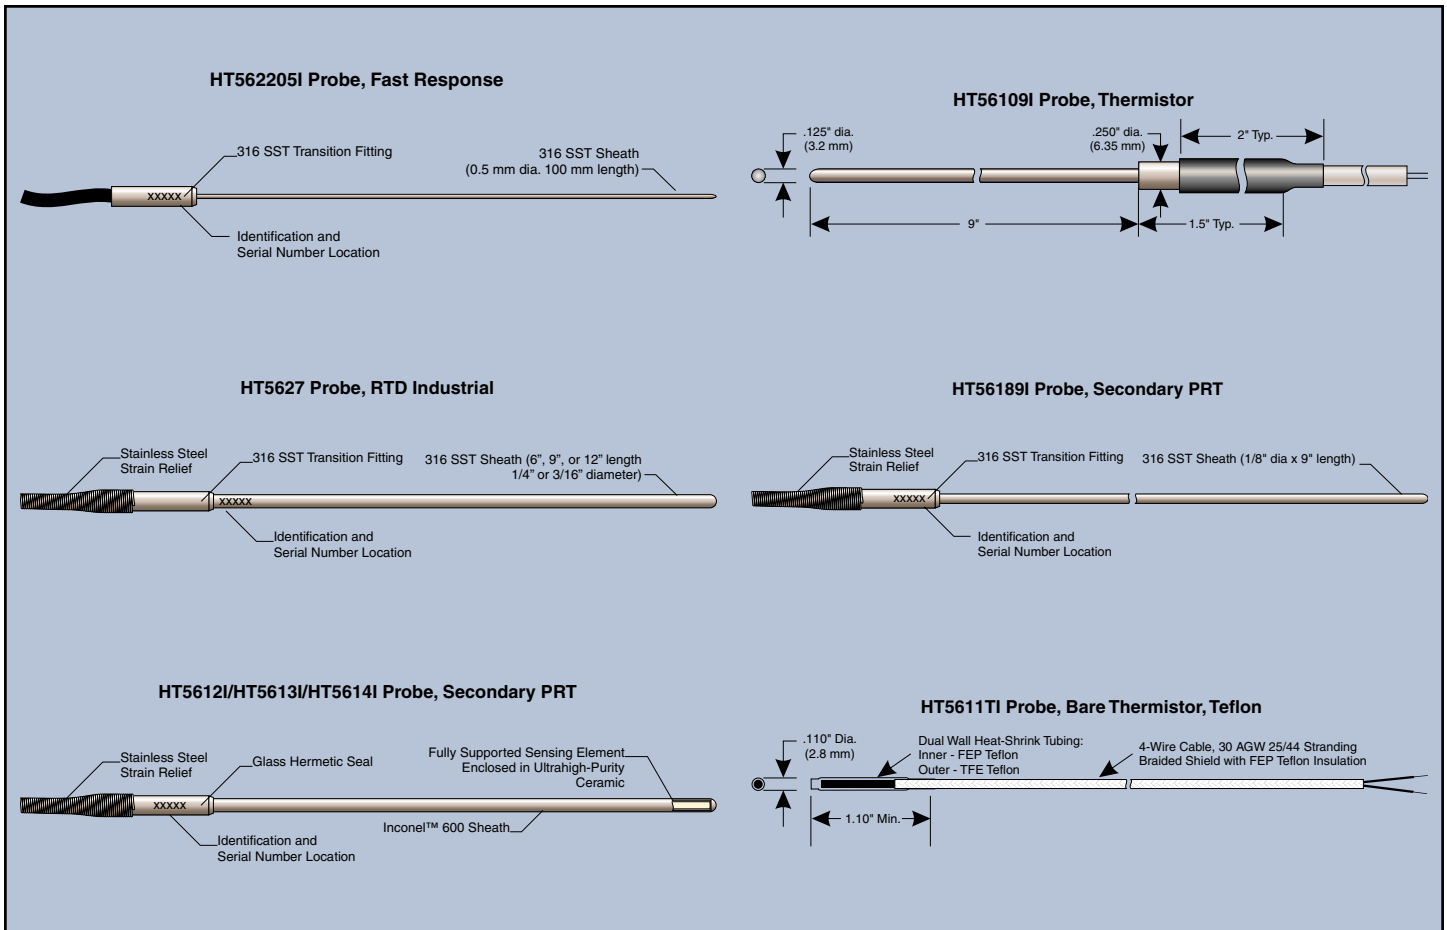 HT562205I Probe, Fast Response
316 SST Transition Fitting
316 SST Sheath
(0.5 mm dia. 100 mm length)
XXXXX
Identification and
Serial Number Location
HT56109I Probe, Thermistor
.125" dia.
(3.2 mm)
.250" dia.
(6.35 mm)
2" Typ.
9"
1.5" Typ.
HT5627 Probe, RTD Industrial
Stainless Steel
Strain Relief
316 SST Transition Fitting
316 SST Sheath (6”, 9”, or 12” length
1/4” or 3/16” diameter)
XXXXX
Identification and
Serial Number Location
HT56189I Probe, Secondary PRT
Stainless Steel
Strain Relief
316 SST Transition Fitting
316 SST Sheath (1/8" dia x 9" length)
XXXXX
Identification and
Serial Number Location
HT5612I/HT5613I/HT5614I Probe, Secondary PRT
Stainless Steel
Strain Relief
Glass Hermetic Seal
Fully Supported Sensing Element
Enclosed in Ultrahigh-Purity
Ceramic
XXXXX
Inconel™ 600 Sheath
Identification and
Serial Number Location
HT5611TI Probe, Bare Thermistor, Teflon
.110" Dia.
(2.8 mm)
Dual Wall Heat-Shrink Tubing:
Inner - FEP Teflon
Outer - TFE Teflon
4-Wire Cable, 30 AGW 25/44 Stranding
Braided Shield with FEP Teflon Insulation
1.10" Min.